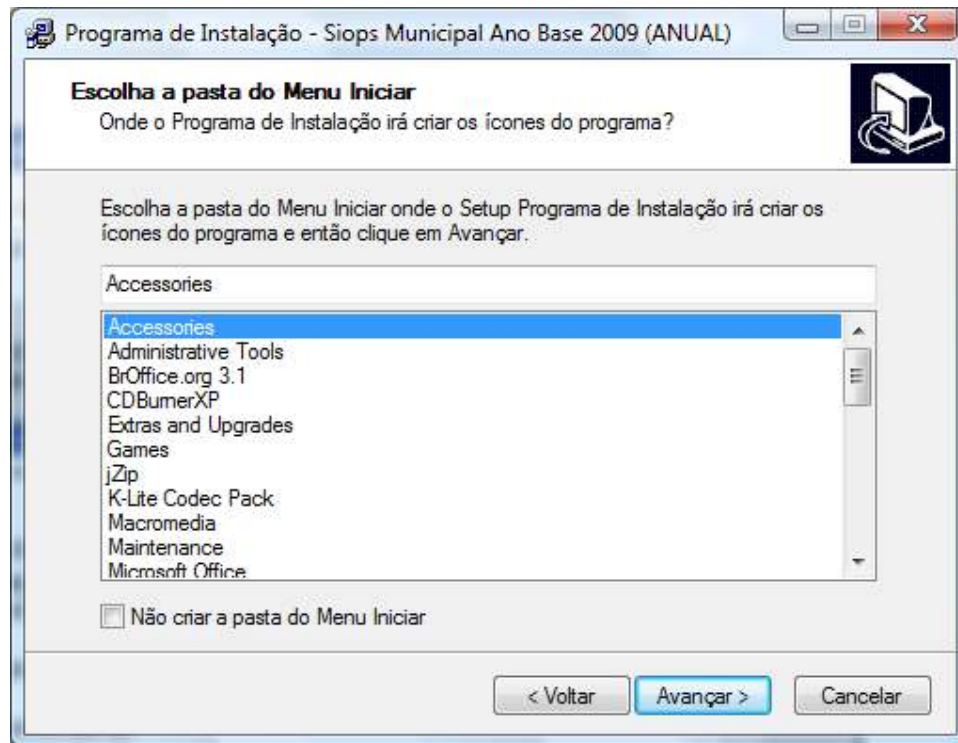 Programa de Instalação - Siops Municipal Ano Base 2009 (ANUAL)
Escolha a pasta do Menu Iniciar
Onde o Programa de Instalação irá criar os ícones do programa?
Escolha a pasta do Menu Iniciar onde o Setup Programa de Instalação irá criar os
ícones do programa e então clique em Avançar.
Accessories
Accessories
Administrative Tools
BrOffice.org 3.1
CDBurnerXP
Extras and Upgrades
Games
jZip
K-Lite Codec Pack
Macromedia
Maintenance
Microsoft Office
Não criar a pasta do Menu Iniciar
< Voltar
Avançar >
Cancelar